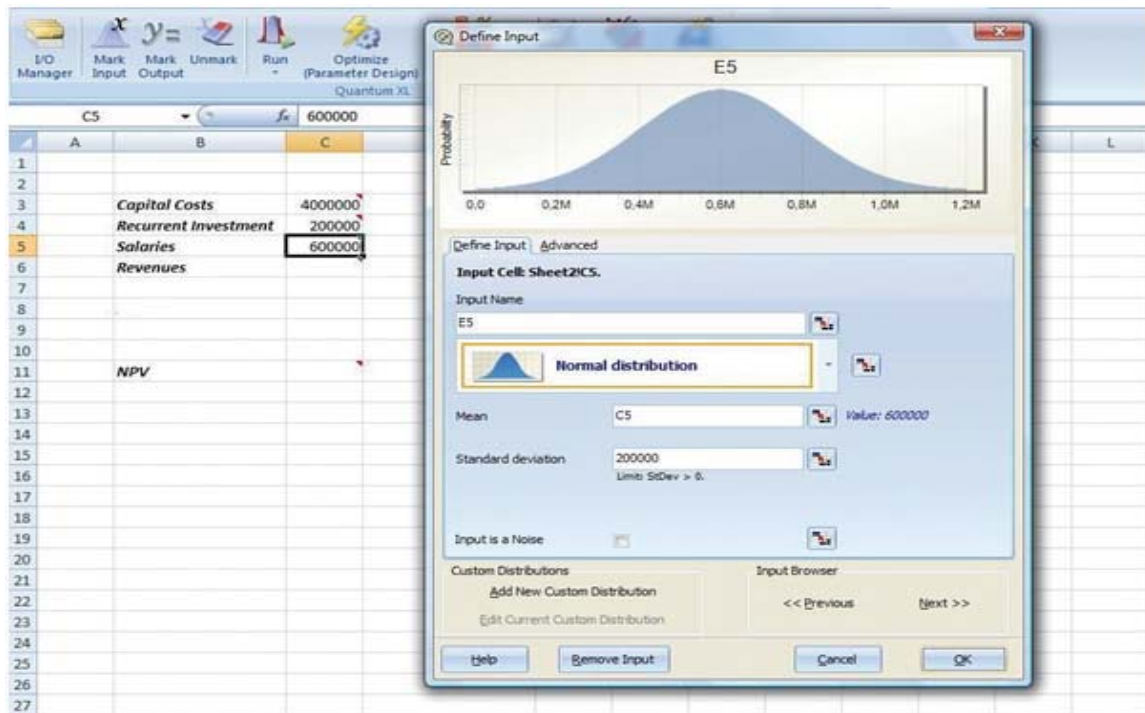 I/O Manager
Mark Input
Mark Output
Unmark
Run
Optimize (Parameter Design)
Quantum XL
C5 fx 600000
A B C L
1
2
3 Capital Costs 4000000
4 Recurrent Investment 200000
5 Salaries 600000
6 Revenues
7
8
9
10
11 NPV
12
13
14
15
16
17
18
19
20
21
22
23
24
25
26
27
Define Input
E5
Probability
0,0 0,2M 0,4M 0,6M 0,8M 1,0M 1,2M
Define Input Advanced
Input Cell: Sheet2!C5.
Input Name
E5
Normal distribution
Mean C5 Value: 600000
Standard deviation 200000
Limit: StDev > 0.
Input is a Noise
Custom Distributions
Add New Custom Distribution
Edit Current Custom Distribution
Input Browser
<< Previous Next >>
Help Remove Input Cancel OK